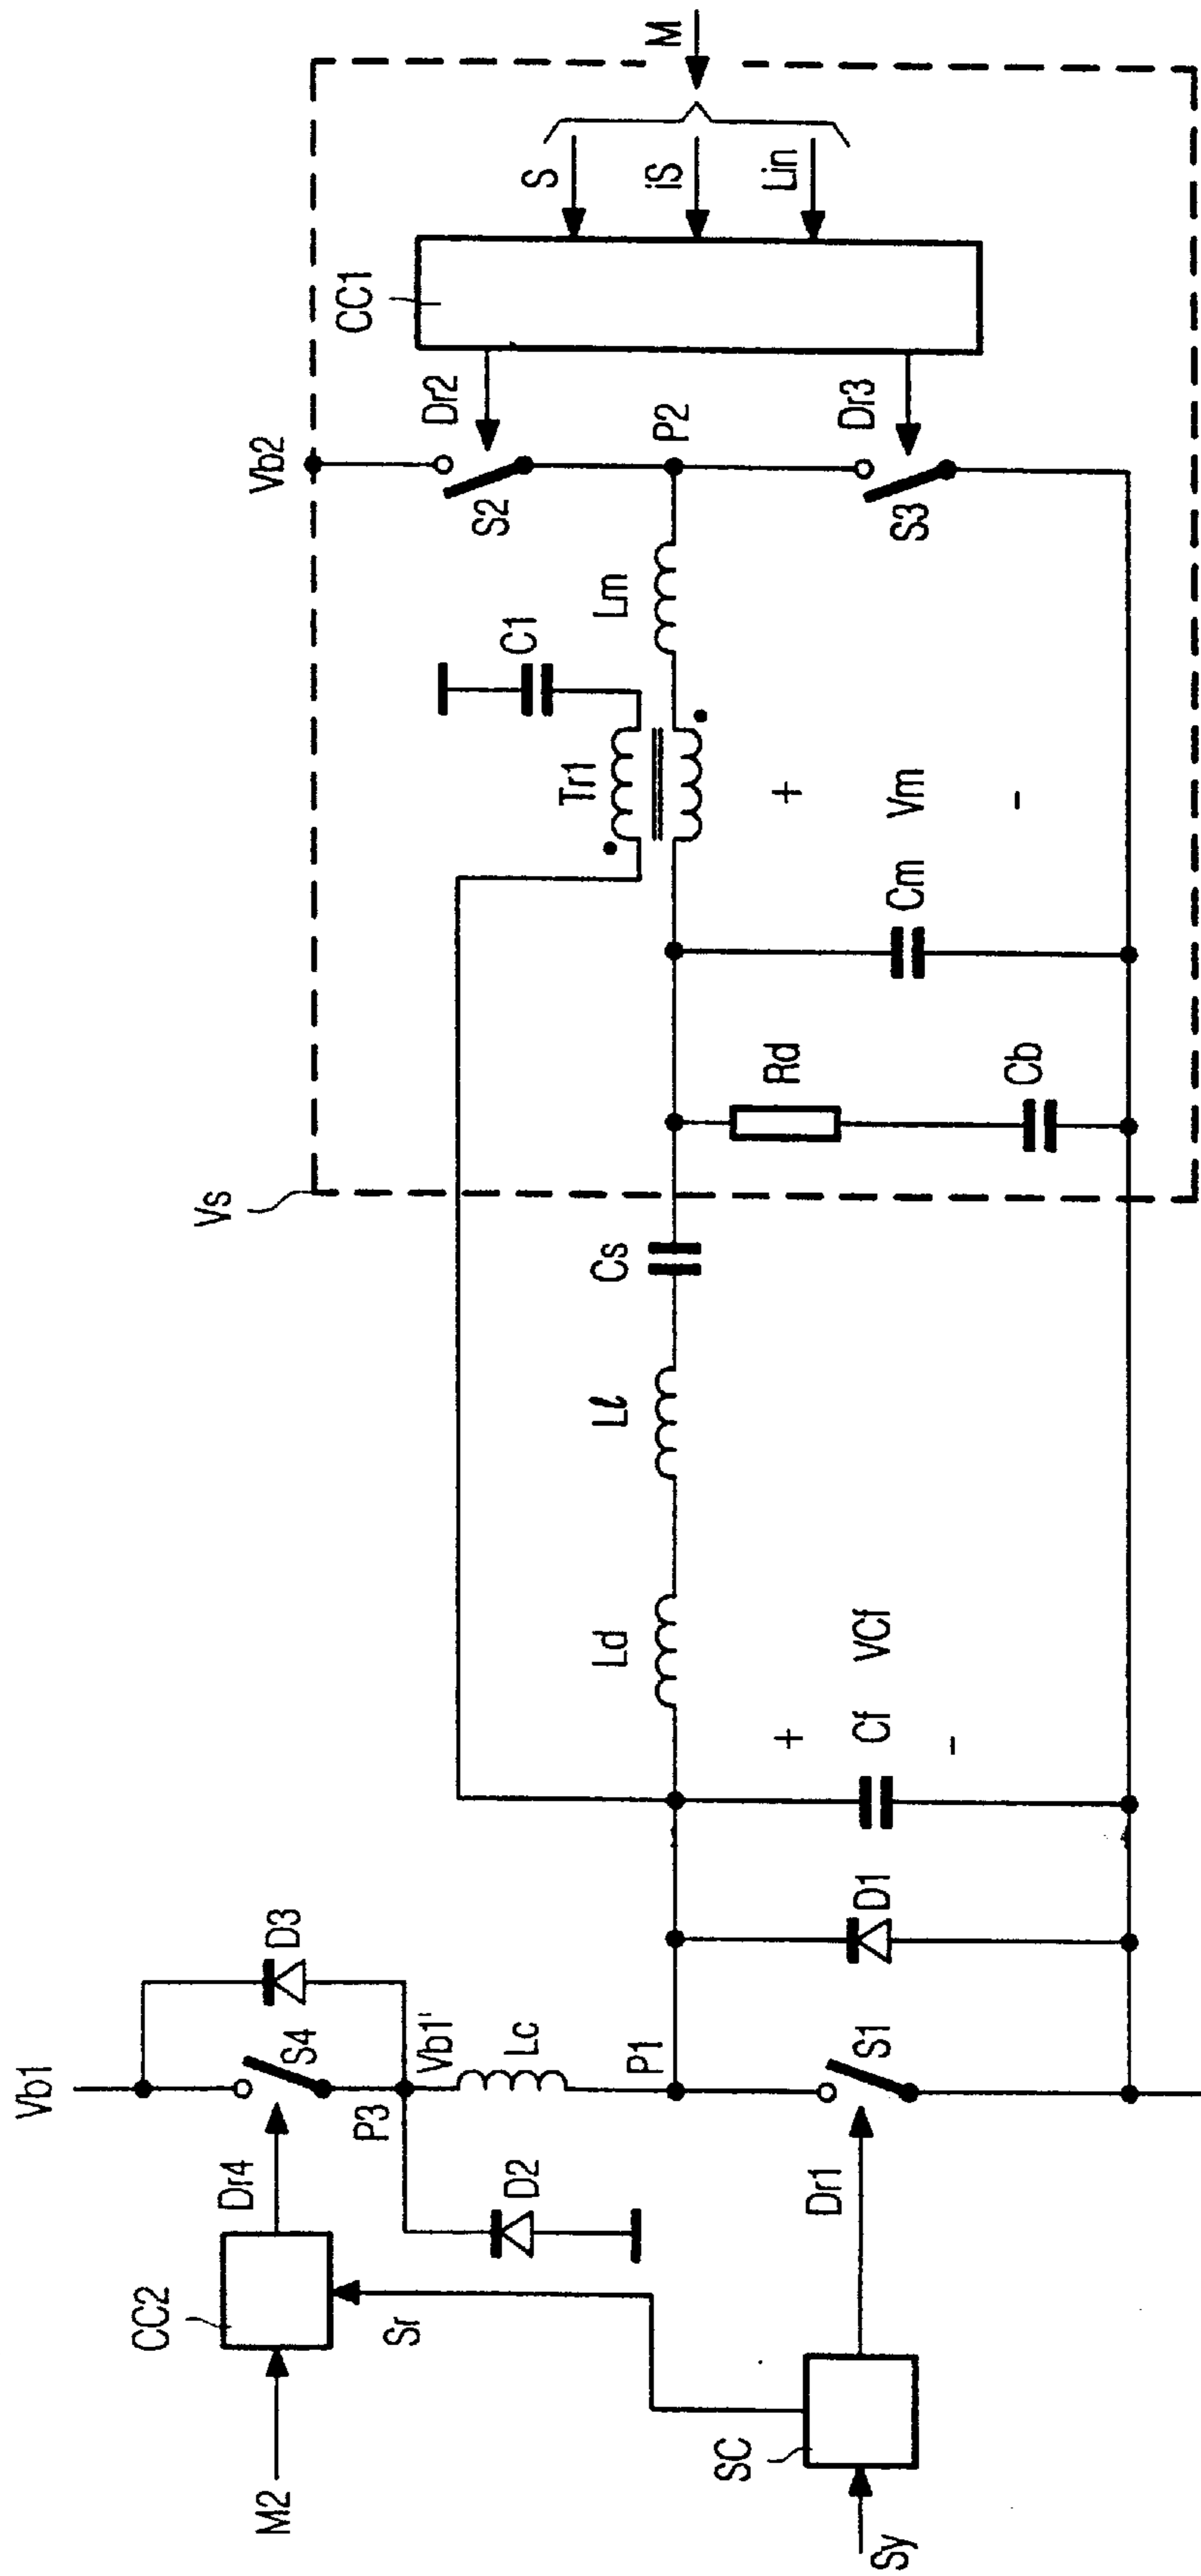 Vb1
Vb2
Vs
M2
CC2
Dr4
S4
D3
P3
Vb1'
Sr
D2
Lc
P1
SC
Sy
Dr1
S1
D1
Cf
VCf
+
-
Ld
Lℓ
Cs
Rd
Cb
Cm
Vm
+
-
Tr1
C1
Lm
P2
S2
S3
Dr2
Dr3
CC1
S
iS
Lin
M